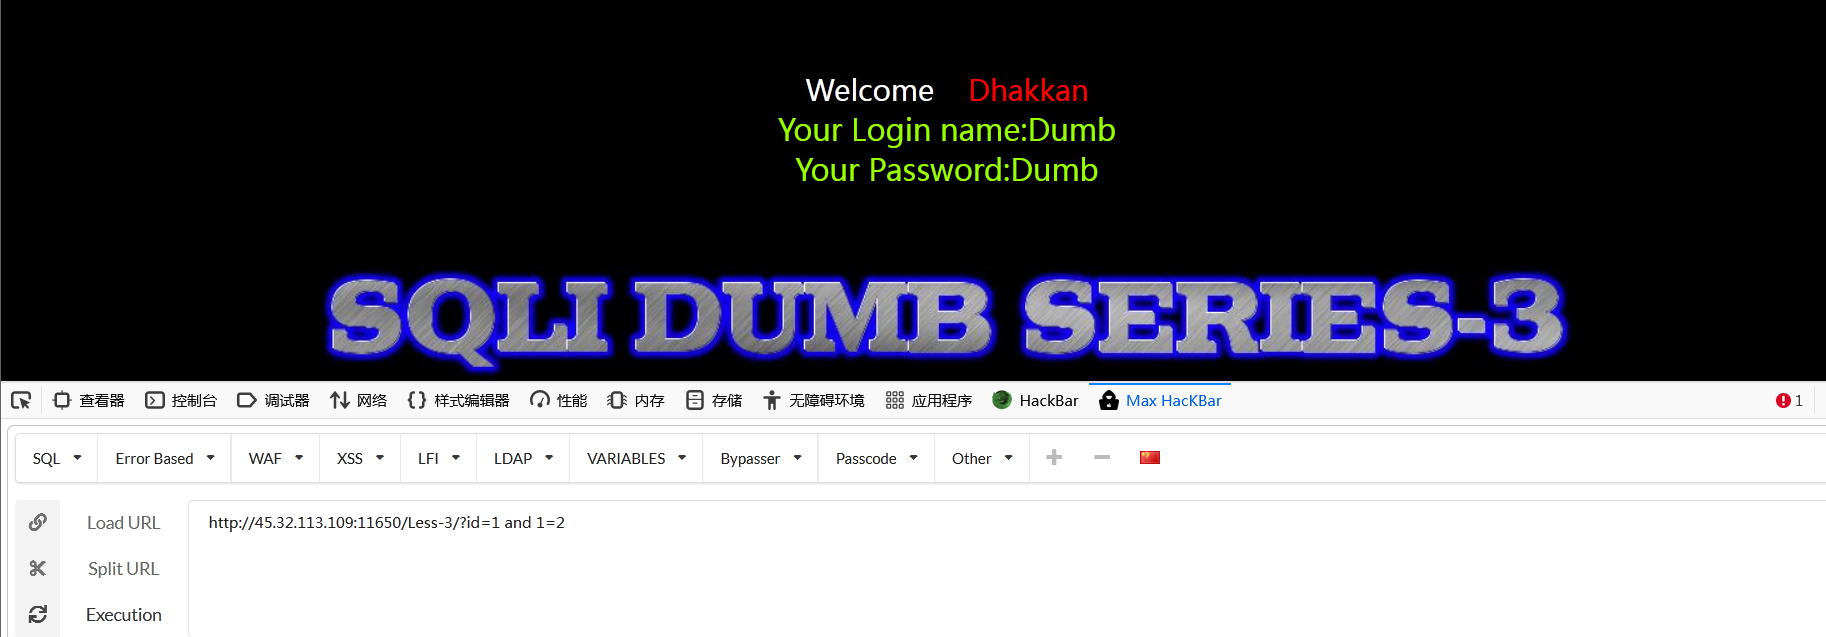 Welcome Dhakkan
Your Login name:Dumb
Your Password:Dumb
SQLI DUMB SERIES-3
查看器 控制台 调试器 网络 样式编辑器 性能 内存 存储 无障碍环境 应用程序 HackBar Max HacKBar 1
SQL Error Based WAF XSS LFI LDAP VARIABLES Bypasser Passcode Other
Load URL http://45.32.113.109:11650/Less-3/?id=1 and 1=2
Split URL
Execution